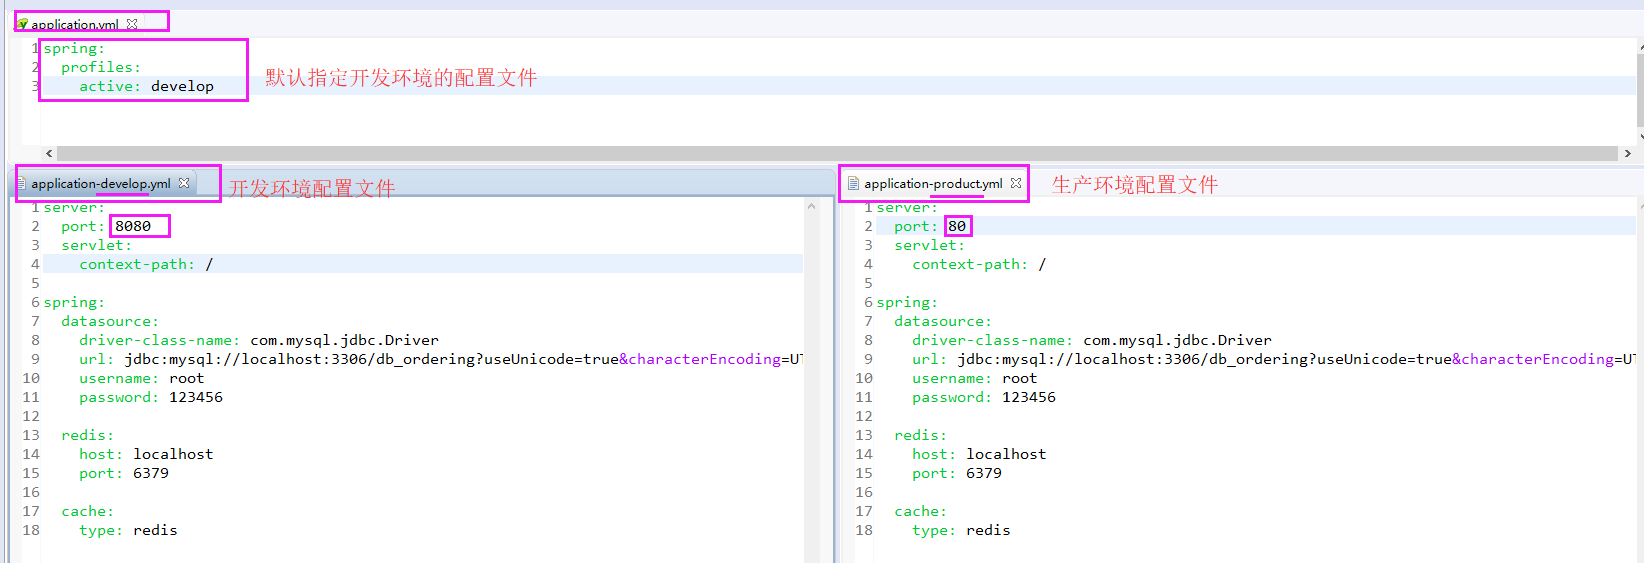 application.yml
1 spring:
2 profiles:
3 active: develop
默认指定开发环境的配置文件
application-develop.yml
开发环境配置文件
1 server:
2 port: 8080
3 servlet:
4 context-path: /
5
6 spring:
7 datasource:
8 driver-class-name: com.mysql.jdbc.Driver
9 url: jdbc:mysql://localhost:3306/db_ordering?useUnicode=true&characterEncoding=UT
10 username: root
11 password: 123456
12
13 redis:
14 host: localhost
15 port: 6379
16
17 cache:
18 type: redis
application-product.yml
生产环境配置文件
1 server:
2 port: 80
3 servlet:
4 context-path: /
5
6 spring:
7 datasource:
8 driver-class-name: com.mysql.jdbc.Driver
9 url: jdbc:mysql://localhost:3306/db_ordering?useUnicode=true&characterEncoding=UT
10 username: root
11 password: 123456
12
13 redis:
14 host: localhost
15 port: 6379
16
17 cache:
18 type: redis